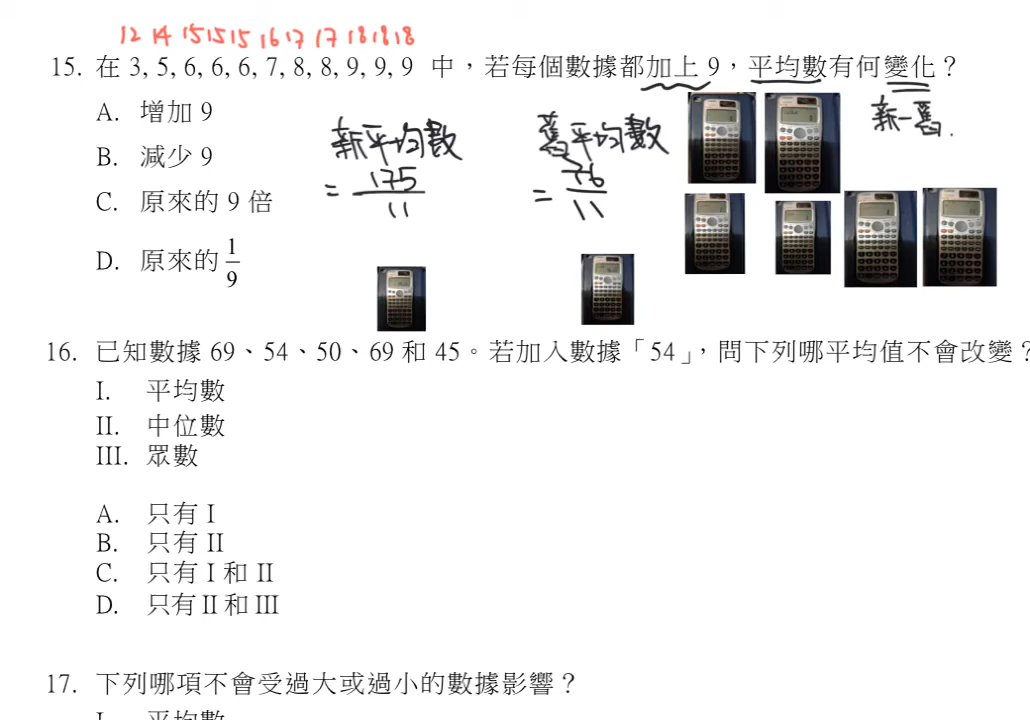 12 14 15 15 15 16 17 17 18 18 18
15. 在 3, 5, 6, 6, 6, 7, 8, 8, 9, 9, 9 中，若每個數據都加上 9，平均數有何變化？
A. 增加 9
B. 減少 9
C. 原來的 9 倍
D. 原來的 1/9
新平均數
= 175/11
舊平均數
= 76/11
新-舊.
16. 已知數據 69、54、50、69 和 45。若加入數據「54」，問下列哪平均值不會改變？
I. 平均數
II. 中位數
III. 眾數
A. 只有 I
B. 只有 II
C. 只有 I 和 II
D. 只有 II 和 III
17. 下列哪項不會受過大或過小的數據影響？
I. 平均數